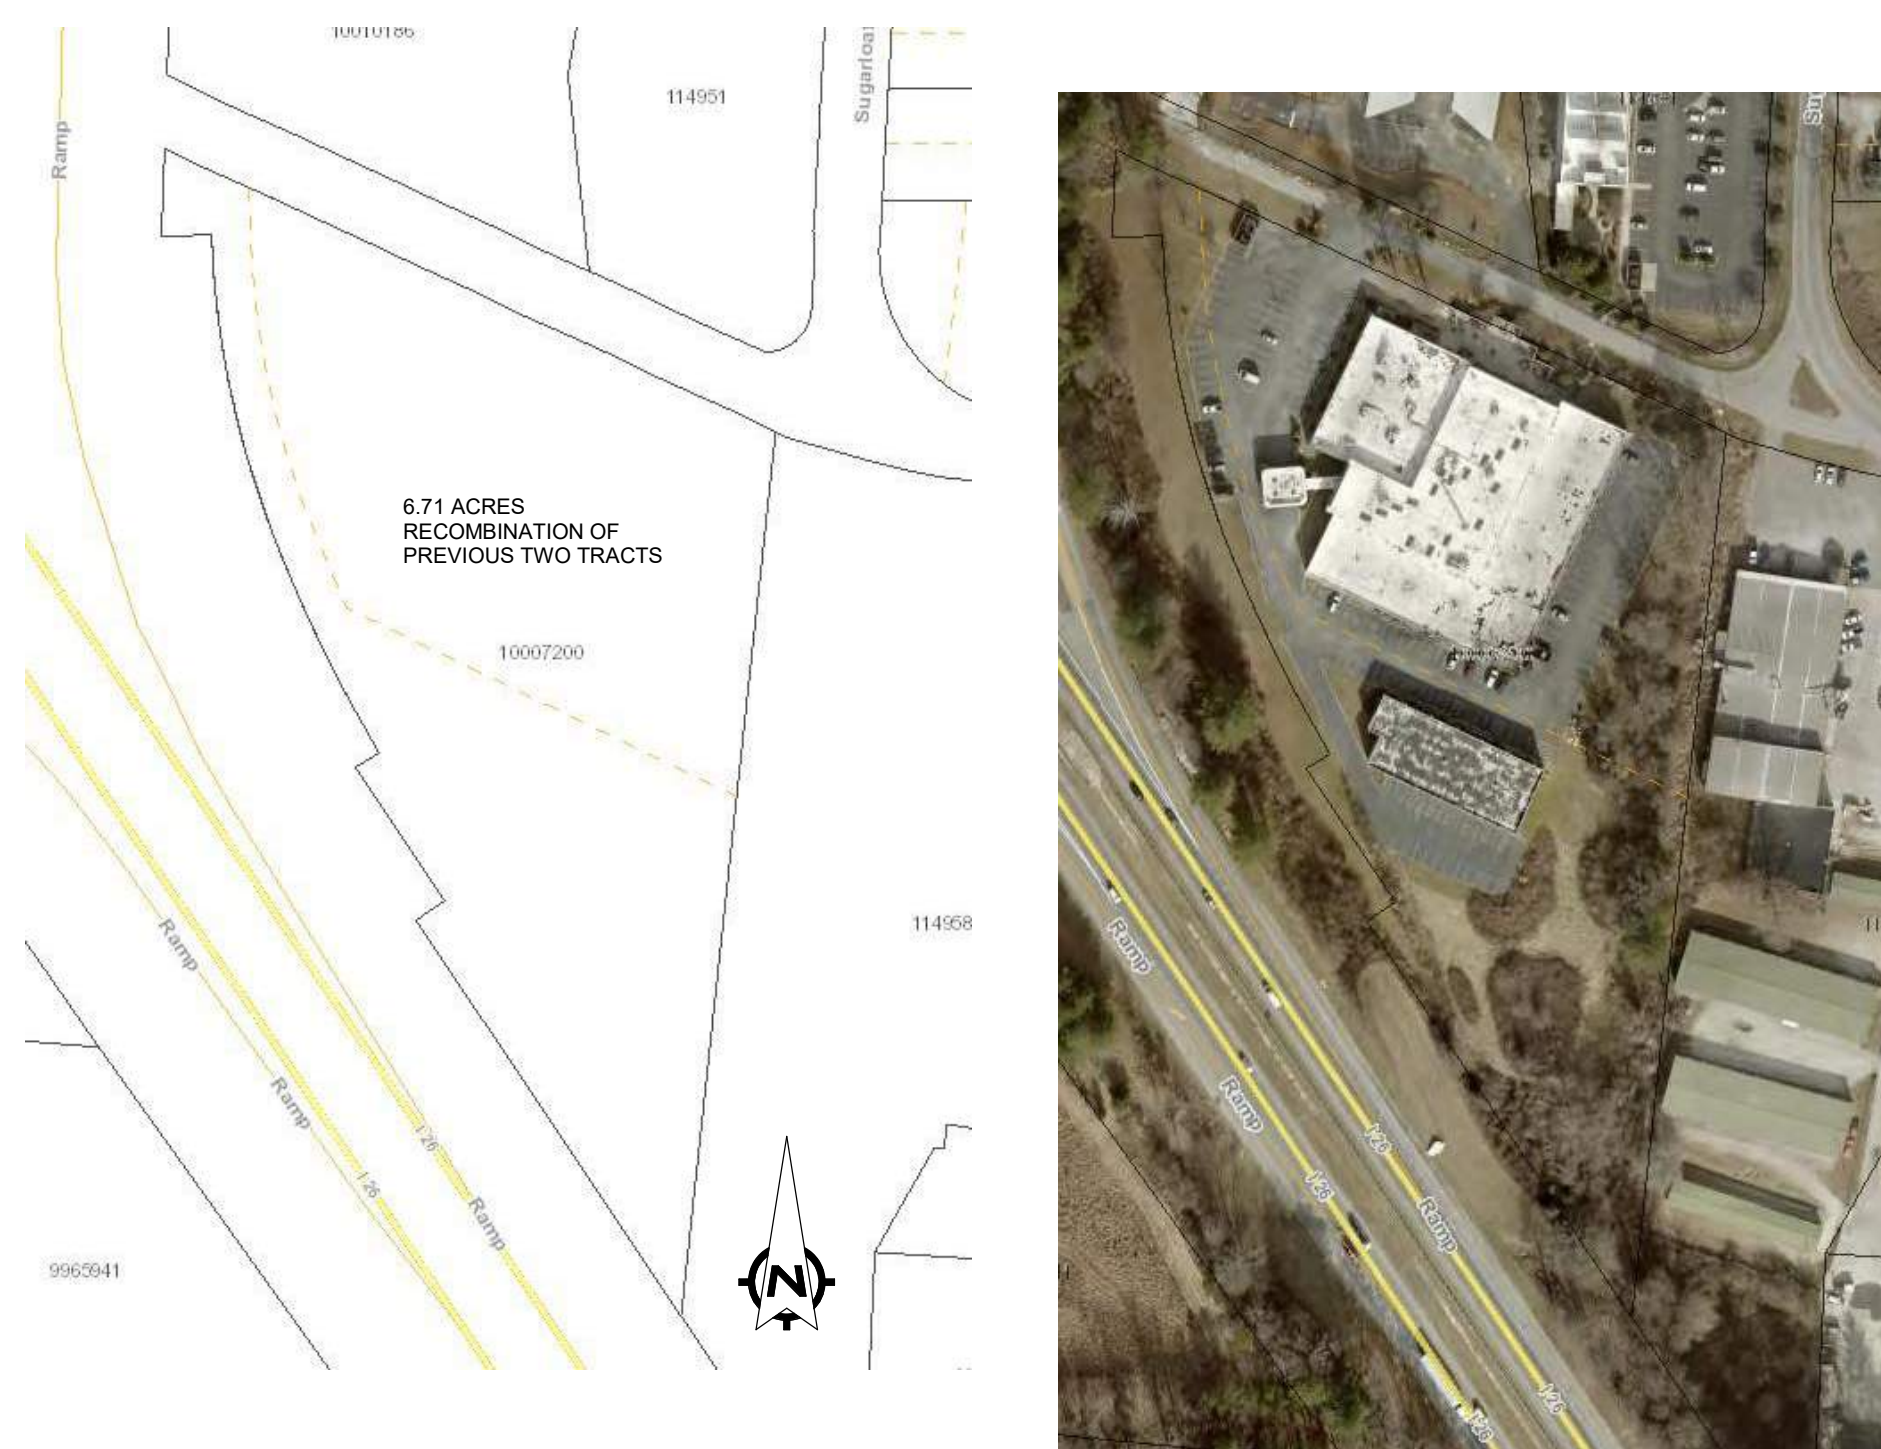 10010186
114951
Ramp
6.71 ACRES
RECOMBINATION OF
PREVIOUS TWO TRACTS
10007200
114958
Ramp
Ramp
I 26
I 26
Ramp
9965941
N
Ramp
Ramp
I 26
I 26
Ramp
I 26
I 26